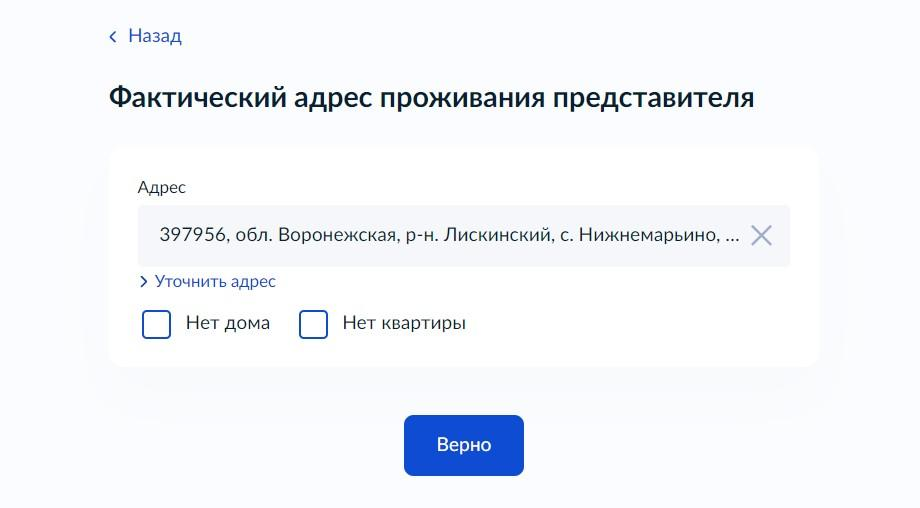 Назад
Фактический адрес проживания представителя
Адрес
397956, обл. Воронежская, р-н. Лискинский, с. Нижнемарьино, ...
Уточнить адрес
Нет дома Нет квартиры
Верно